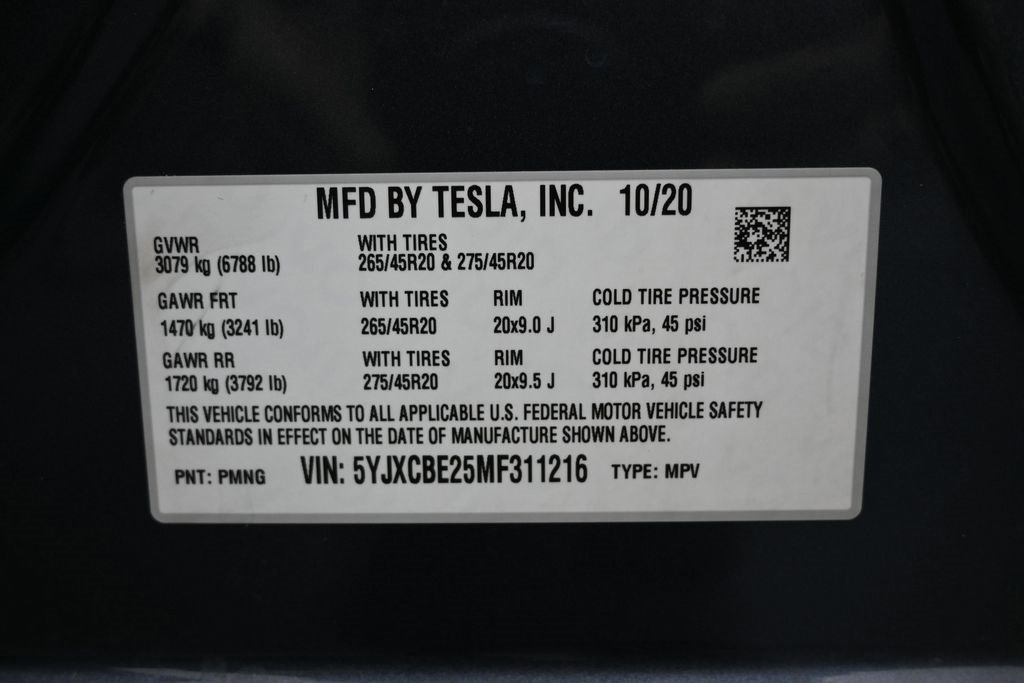 MFD BY TESLA, INC. 10/20
GVWR WITH TIRES
3079 kg (6788 lb) 265/45R20 & 275/45R20
GAWR FRT WITH TIRES RIM COLD TIRE PRESSURE
1470 kg (3241 lb) 265/45R20 20x9.0 J 310 kPa, 45 psi
GAWR RR WITH TIRES RIM COLD TIRE PRESSURE
1720 kg (3792 lb) 275/45R20 20x9.5 J 310 kPa, 45 psi
THIS VEHICLE CONFORMS TO ALL APPLICABLE U.S. FEDERAL MOTOR VEHICLE SAFETY
STANDARDS IN EFFECT ON THE DATE OF MANUFACTURE SHOWN ABOVE.
PNT: PMNG VIN: 5YJXCBE25MF311216 TYPE: MPV